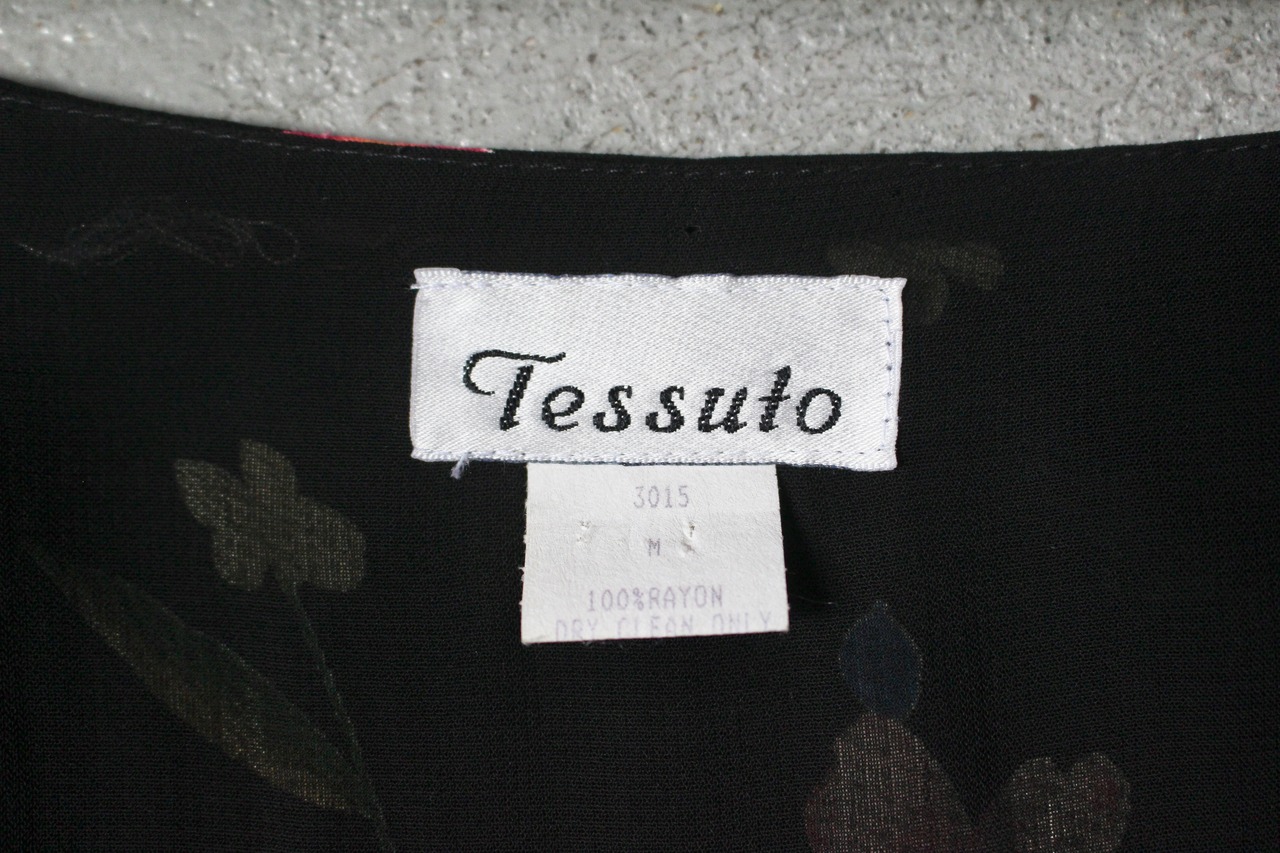 Tessuto
3015
M
100%RAYON
DRY CLEAN ONLY